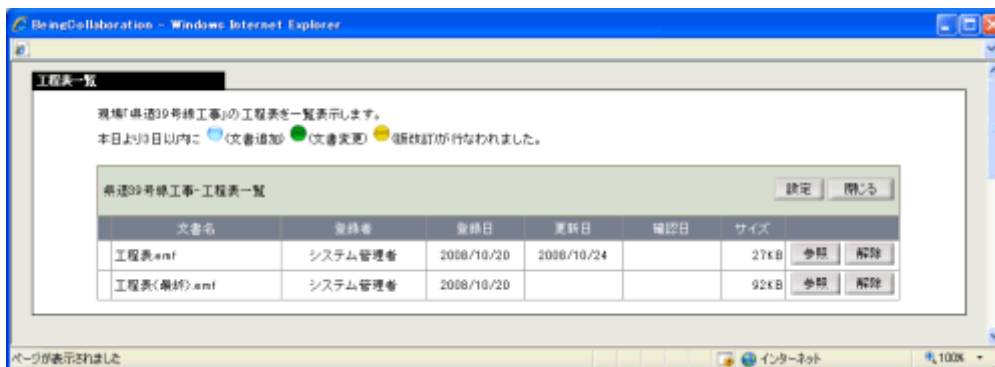 BeingCollaboration - Windows Internet Explorer
工程表一覧
現場「県道39号線工事」の工程表を一覧表示します。
本日より3日以内に (文書追加) (文書変更) (版改訂)が行なわれました。
県道39号線工事-工程表一覧 設定 閉じる
文書名 登録者 登録日 更新日 確認日 サイズ
工程表.emf システム管理者 2008/10/20 2008/10/24 27KB 参照 解除
工程表(最終).emf システム管理者 2008/10/20 92KB 参照 解除
ページが表示されました インターネット 100%